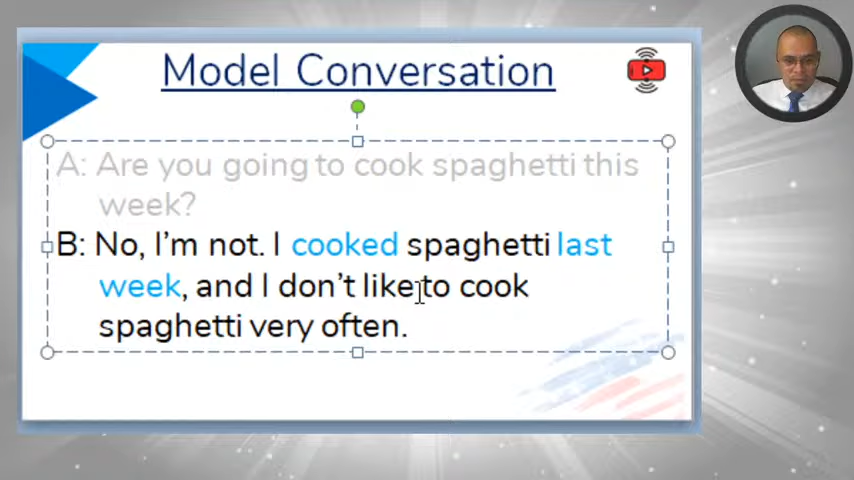 Model Conversation
A: Are you going to cook spaghetti this
week?
B: No, I'm not. I cooked spaghetti last
week, and I don't like to cook
spaghetti very often.